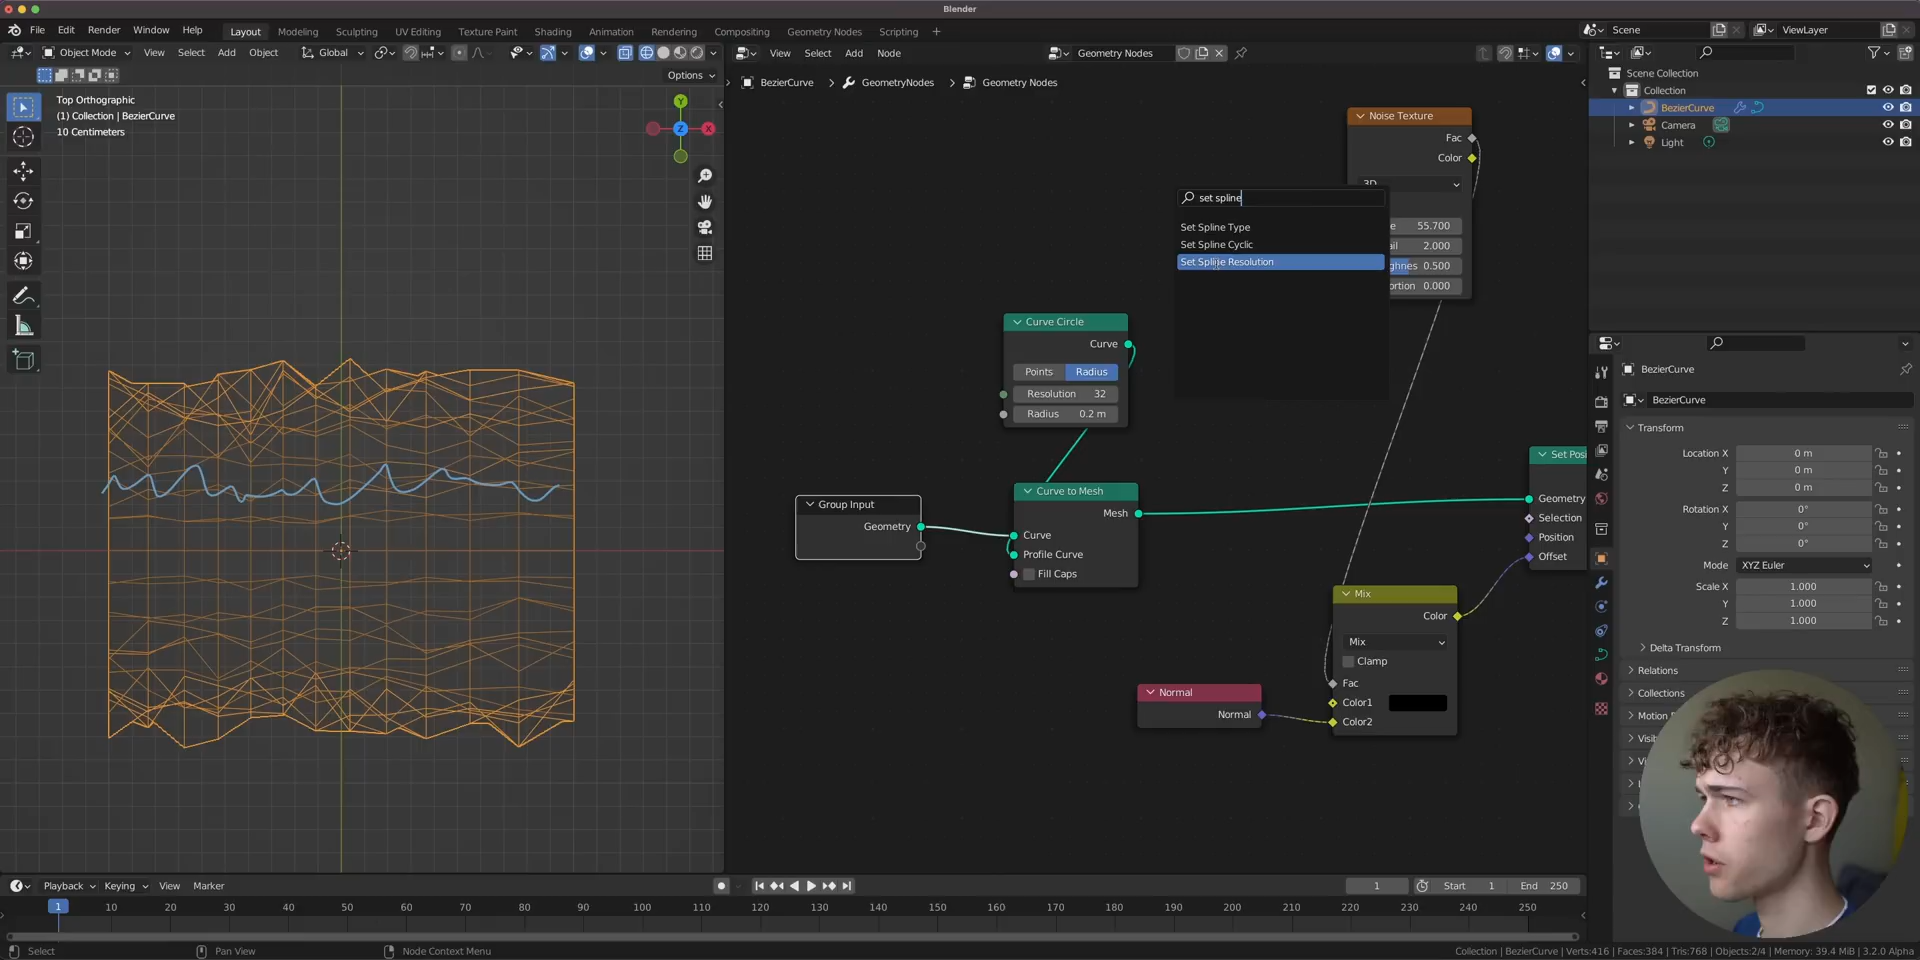 Blender
File Edit Render Window Help
Layout Modeling Sculpting UV Editing Texture Paint Shading Animation Rendering Compositing Geometry Nodes Scripting +
Scene
ViewLayer
Object Mode View Select Add Object Global
Options
Top Orthographic
(1) Collection | BezierCurve
10 Centimeters
Y
Z
X
View Select Add Node
Geometry Nodes
BezierCurve > GeometryNodes > Geometry Nodes
Noise Texture
Fac
Color
3D
55.700
2.000
0.500
0.000
set spline
Set Spline Type
Set Spline Cyclic
Set Spline Resolution
Curve Circle
Curve
Points Radius
Resolution 32
Radius 0.2 m
Group Input
Geometry
Curve to Mesh
Mesh
Curve
Profile Curve
Fill Caps
Set Posi
Geometry
Selection
Position
Offset
Mix
Color
Mix
Clamp
Fac
Color1
Color2
Normal
Normal
Scene Collection
Collection
BezierCurve
Camera
Light
BezierCurve
BezierCurve
Transform
Location X 0 m
Y 0 m
Z 0 m
Rotation X 0°
Y 0°
Z 0°
Mode XYZ Euler
Scale X 1.000
Y 1.000
Z 1.000
Delta Transform
Relations
Collections
Playback Keying View Marker
1
Start 1
End 250
1 10 20 30 40 50 60 70 80 90 100 110 120 130 140 150 160 170 180 190 200 210 220 230 240 250
Select
Pan View
Node Context Menu
Collection | BezierCurve | Verts:416 | Faces:384 | Tris:768 | Objects:2/4 | Memory: 39.4 MiB | 3.2.0 Alpha